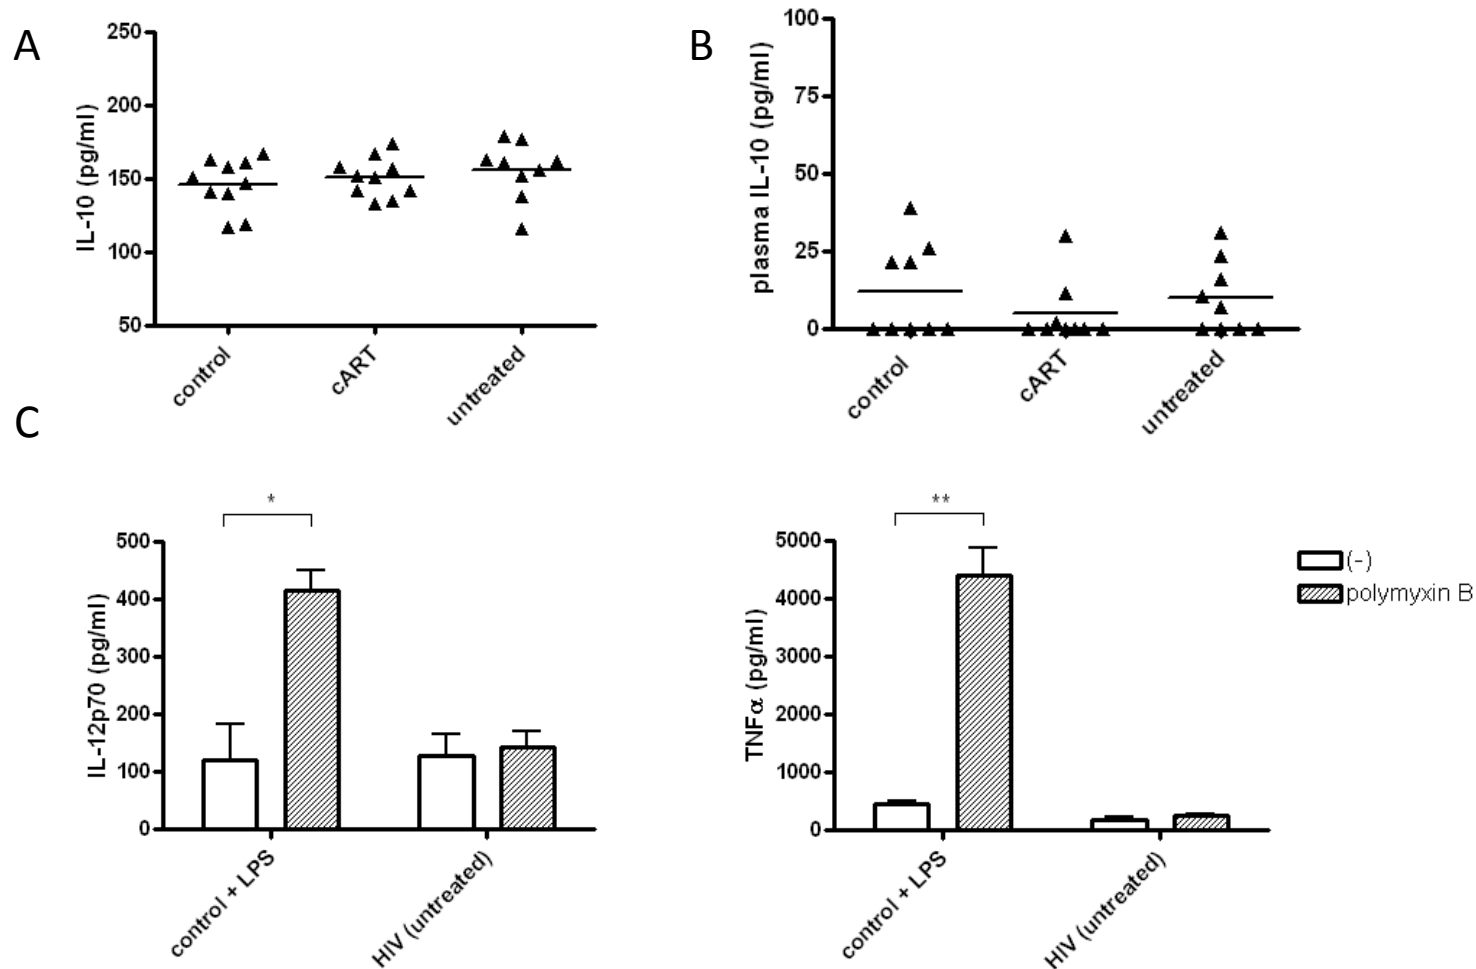 A
IL-10 (pg/ml)
250
200
150
100
50
control
cART
untreated
B
plasma IL-10 (pg/ml)
100
75
50
25
0
control
cART
untreated
C
*
IL-12p70 (pg/ml)
500
400
300
200
100
0
control + LPS
HIV (untreated)
**
TNFα (pg/ml)
5000
4000
3000
2000
1000
0
control + LPS
HIV (untreated)
(-)
polymyxin B